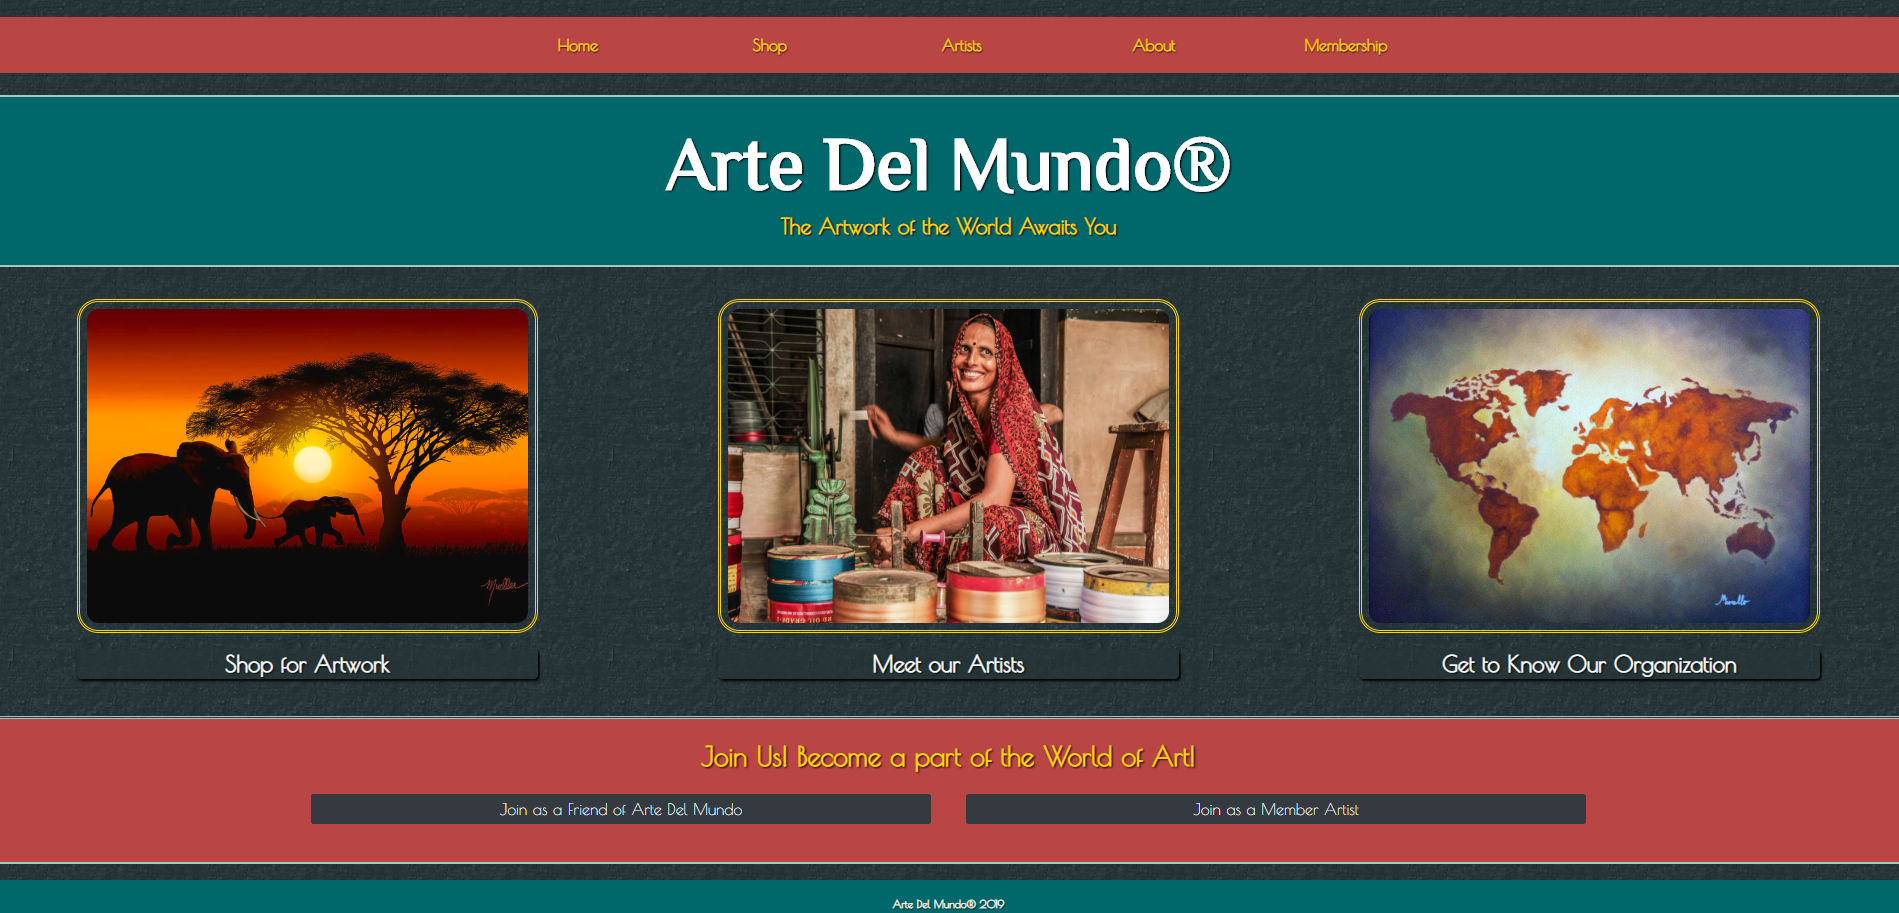 Home Shop Artists About Membership
Arte Del Mundo®
The Artwork of the World Awaits You
Mueller
Morello
Shop for Artwork
Meet our Artists
Get to Know Our Organization
Join Us! Become a part of the World of Art!
Join as a Friend of Arte Del Mundo
Join as a Member Artist
Arte Del Mundo® 2019